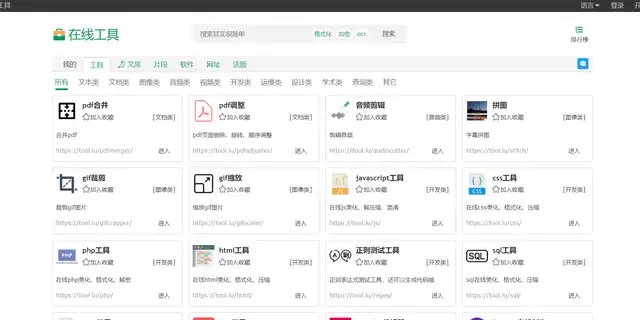 工具
语言
登录
在线工具
搜索其实很简单
格式化 加密 ocr
搜索
排行榜
我的 工具 文库 片段 软件 网址 话题
所有 文本类 文档类 图像类 音频类 视频类 开发类 运维类 设计类 学术类 查询类 其它
pdf合并
加入收藏 [文档类]
合并pdf
https://tool.lu/pdfmerger/ 进入
pdf调整
加入收藏 [文档类]
pdf页面删除、旋转、顺序调整
https://tool.lu/pdfadjuster/ 进入
音频剪辑
加入收藏 [音频类]
剪辑音频
https://tool.lu/audiocutter/ 进入
拼图
加入收藏 [图像类]
字幕拼图
https://tool.lu/stitch/ 进入
gif裁剪
加入收藏 [图像类]
裁剪gif图片
https://tool.lu/gifcropper/ 进入
gif缩放
加入收藏 [图像类]
缩放gif图片
https://tool.lu/gifscaler/ 进入
javascript工具
加入收藏 [开发类]
JS
在线js美化、解压缩、混淆
https://tool.lu/js/ 进入
css工具
加入收藏 [开发类]
CSS
在线css美化、格式化、压缩
https://tool.lu/css/ 进入
php工具
PHP
加入收藏 [开发类]
在线php美化、格式化、解密
https://tool.lu/php/ 进入
html工具
加入收藏 [开发类]
在线html美化、格式化、压缩
https://tool.lu/html/ 进入
正则测试工具
加入收藏 [开发类]
正则表达式测试工具，还可以生成代码哦
https://tool.lu/regex/ 进入
sql工具
SQL
加入收藏 [开发类]
sql在线美化、格式化、压缩
https://tool.lu/sql/ 进入